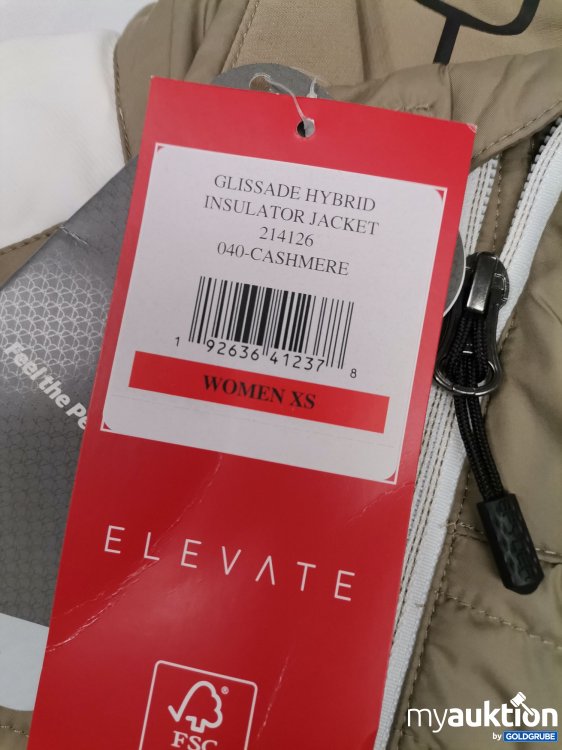 GLISSADE HYBRID
INSULATOR JACKET
214126
040-CASHMERE
1 92636 41237 8
WOMEN XS
Feel the Pe
ELEVATE
FSC
myauktion
by GOLDGRUBE